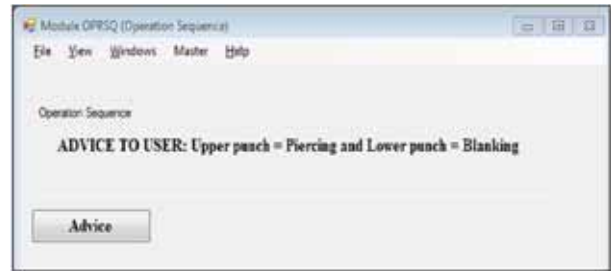 Module OPRSQ (Operation Sequence)
File View Windows Master Help
Operation Sequence
ADVICE TO USER: Upper punch = Piercing and Lower punch = Blanking
Advice